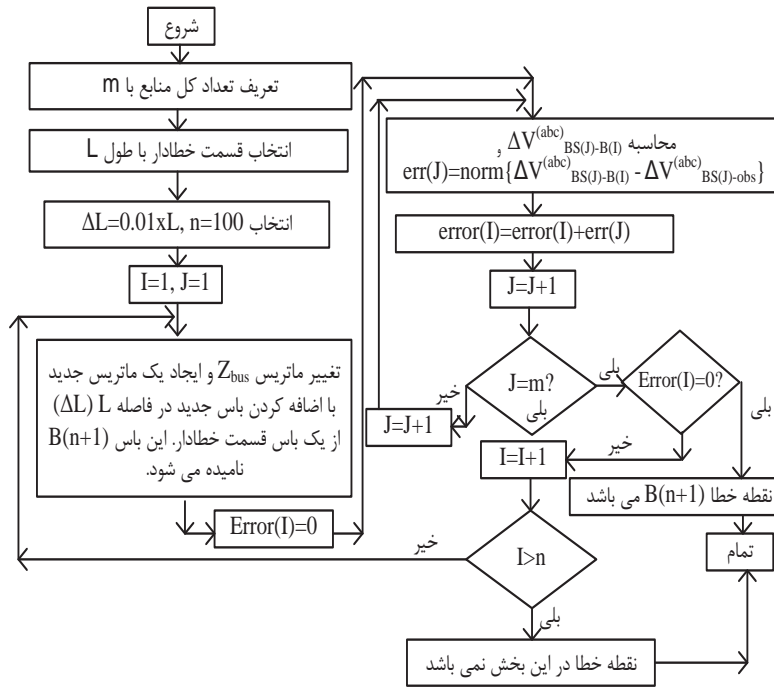 شروع
تعریف تعداد کل منابع با m
انتخاب قسمت خطادار با طول L
انتخاب ΔL=0.01xL, n=100
I=1, J=1
تغییر ماتریس Z_bus و ایجاد یک ماتریس جدید
با اضافه کردن باس جدید در فاصله L (ΔL)
از یک باس قسمت خطادار. این باس B(n+1)
نامیده می شود.
Error(I)=0
محاسبه ΔV^(abc)_BS(J)-B(I) و
err(J)=norm{ΔV^(abc)_BS(J)-B(I) - ΔV^(abc)_BS(J)-obs}
error(I)=error(I)+err(J)
J=J+1
J=m?
بلی
خیر
J=J+1
بلی
Error(I)=0?
بلی
خیر
I=I+1
نقطه خطا B(n+1) می باشد
تمام
I>n
خیر
بلی
نقطه خطا در این بخش نمی باشد